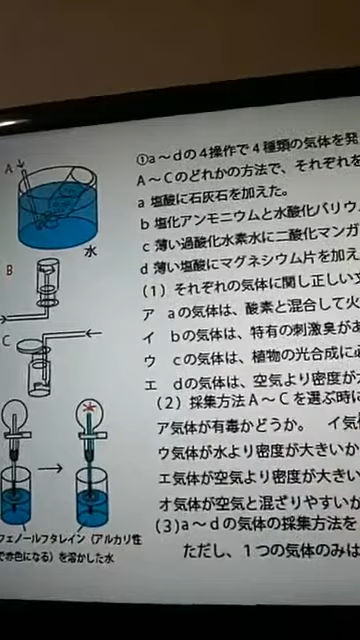 ①a～dの4操作で4種類の気体を発
A～Cのどれかの方法で、それぞれを
a 塩酸に石灰石を加えた。
b 塩化アンモニウムと水酸化バリウ
c 薄い過酸化水素水に二酸化マンガ
d 薄い塩酸にマグネシウム片を加え
(1) それぞれの気体に関し正しい
ア aの気体は、酸素と混合して火
イ bの気体は、特有の刺激臭があ
ウ cの気体は、植物の光合成に必
エ dの気体は、空気より密度が
(2) 採集方法A～Cを選ぶ時に
ア気体が有毒かどうか。 イ気
ウ気体が水より密度が大きいか
エ気体が空気より密度が大きい
オ気体が空気と混ざりやすいか
(3)a～dの気体の採集方法を
ただし、1つの気体のみは
A
水
B
C
フェノールフタレイン（アルカリ性
で赤色になる）を溶かした水